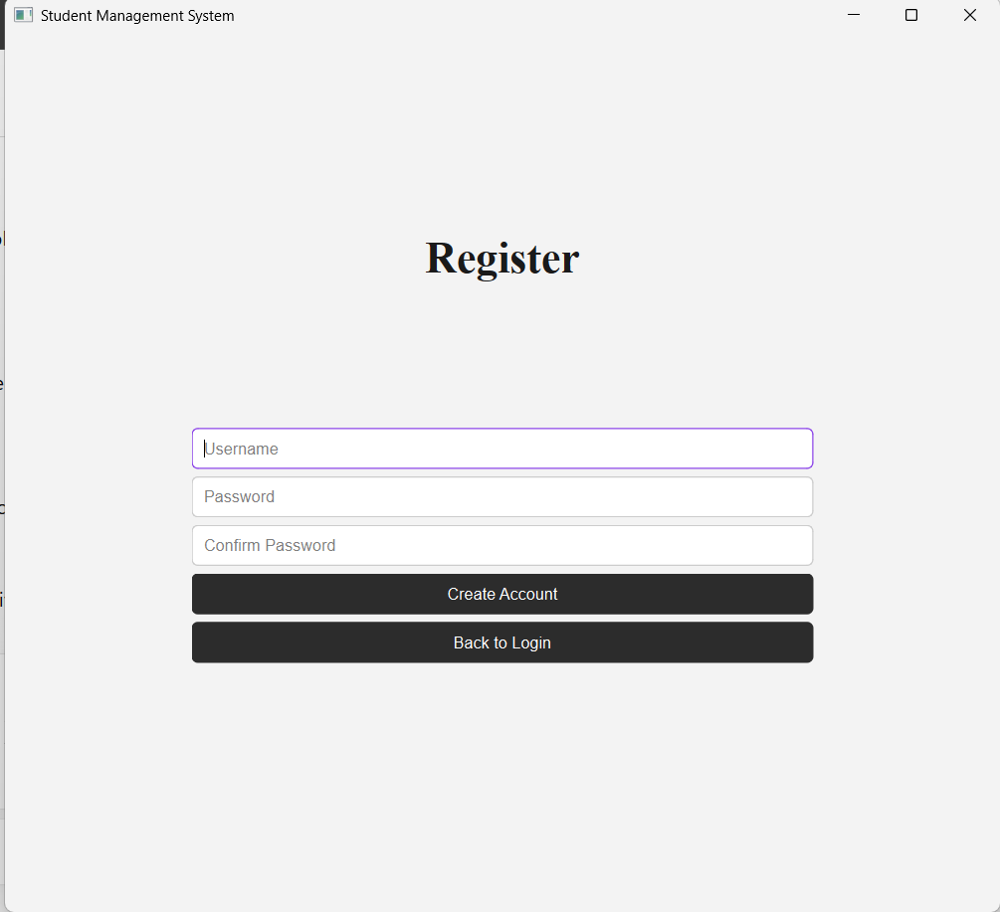 Student Management System
Register
Username
Password
Confirm Password
Create Account
Back to Login